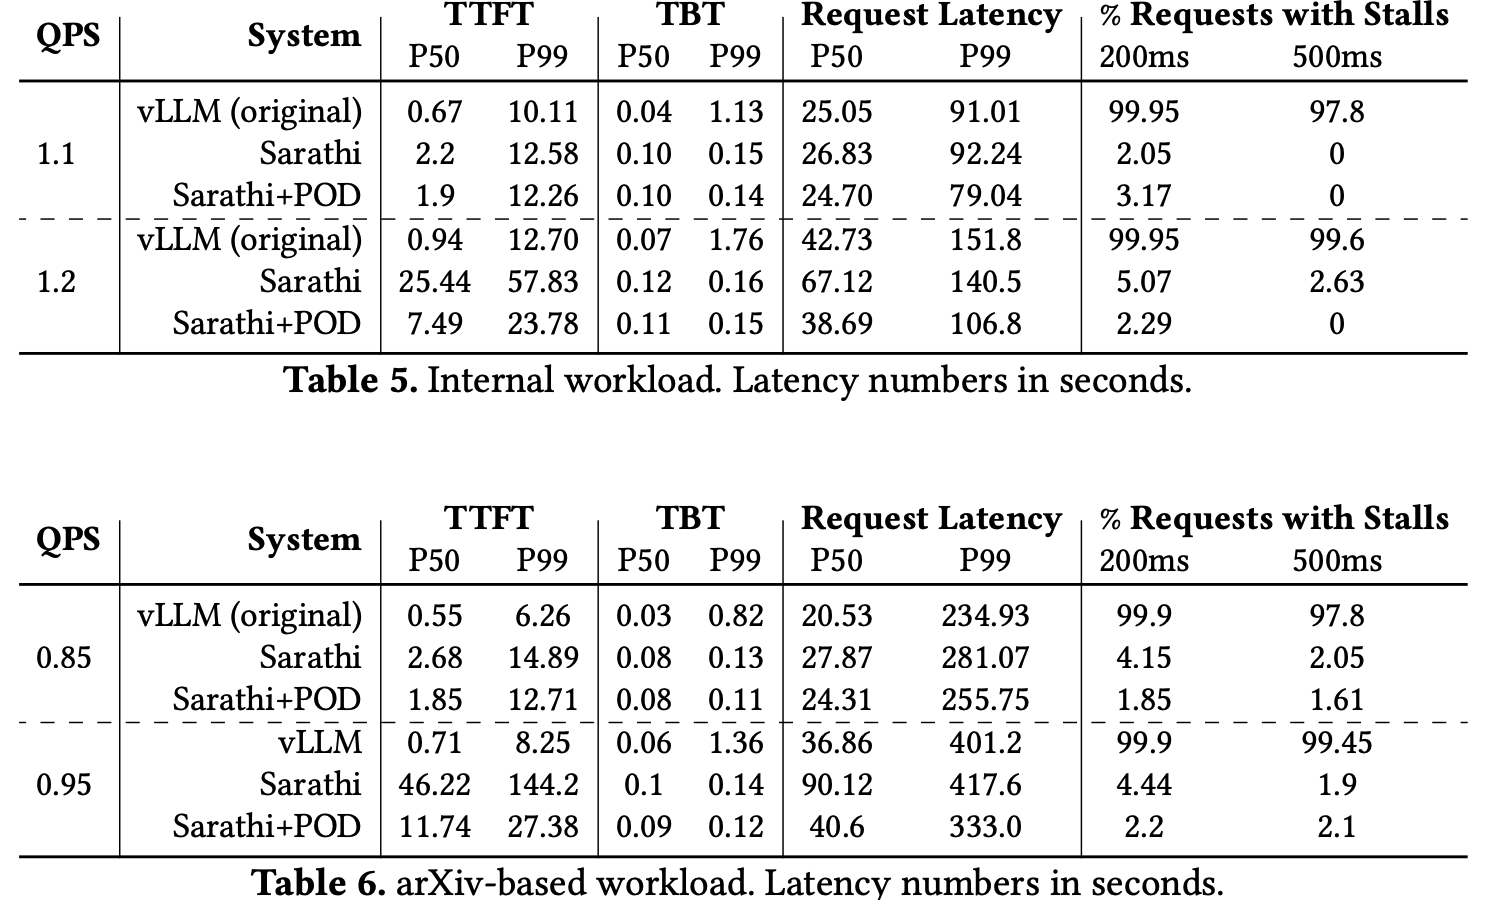 TTFT TBT Request Latency % Requests with Stalls
QPS System
P50 P99 P50 P99 P50 P99 200ms 500ms
vLLM (original) 0.67 10.11 0.04 1.13 25.05 91.01 99.95 97.8
1.1 Sarathi 2.2 12.58 0.10 0.15 26.83 92.24 2.05 0
Sarathi+POD 1.9 12.26 0.10 0.14 24.70 79.04 3.17 0
vLLM (original) 0.94 12.70 0.07 1.76 42.73 151.8 99.95 99.6
1.2 Sarathi 25.44 57.83 0.12 0.16 67.12 140.5 5.07 2.63
Sarathi+POD 7.49 23.78 0.11 0.15 38.69 106.8 2.29 0
Table 5. Internal workload. Latency numbers in seconds.
TTFT TBT Request Latency % Requests with Stalls
QPS System
P50 P99 P50 P99 P50 P99 200ms 500ms
vLLM (original) 0.55 6.26 0.03 0.82 20.53 234.93 99.9 97.8
0.85 Sarathi 2.68 14.89 0.08 0.13 27.87 281.07 4.15 2.05
Sarathi+POD 1.85 12.71 0.08 0.11 24.31 255.75 1.85 1.61
vLLM 0.71 8.25 0.06 1.36 36.86 401.2 99.9 99.45
0.95 Sarathi 46.22 144.2 0.1 0.14 90.12 417.6 4.44 1.9
Sarathi+POD 11.74 27.38 0.09 0.12 40.6 333.0 2.2 2.1
Table 6. arXiv-based workload. Latency numbers in seconds.